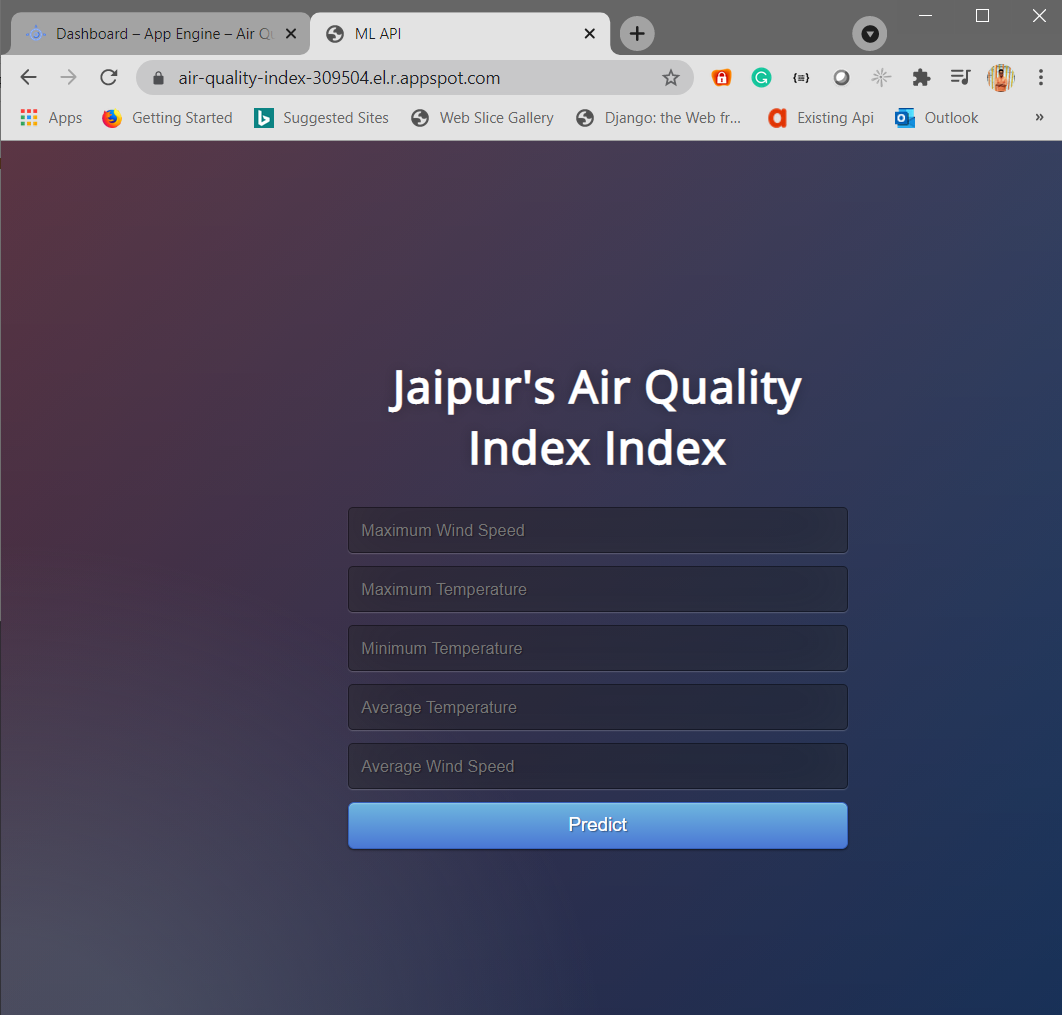 Dashboard – App Engine – Air Qu
ML API
air-quality-index-309504.el.r.appspot.com
Apps
Getting Started
Suggested Sites
Web Slice Gallery
Django: the Web fr...
Existing Api
Outlook
»
Jaipur's Air Quality
Index Index
Maximum Wind Speed
Maximum Temperature
Minimum Temperature
Average Temperature
Average Wind Speed
Predict